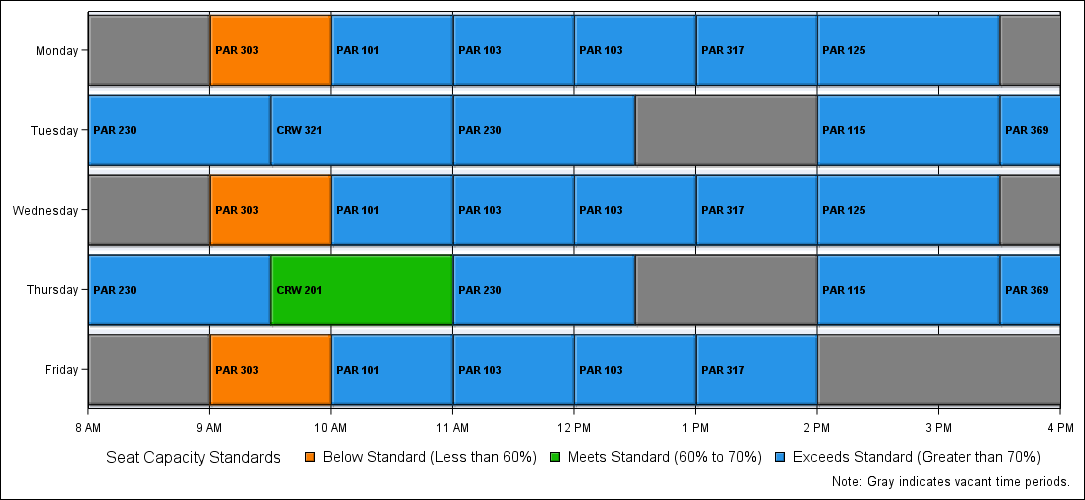 Monday PAR 303 PAR 101 PAR 103 PAR 103 PAR 317 PAR 125
Tuesday PAR 230 CRW 321 PAR 230 PAR 115 PAR 369
Wednesday PAR 303 PAR 101 PAR 103 PAR 103 PAR 317 PAR 125
Thursday PAR 230 CRW 201 PAR 230 PAR 115 PAR 369
Friday PAR 303 PAR 101 PAR 103 PAR 103 PAR 317
8 AM 9 AM 10 AM 11 AM 12 PM 1 PM 2 PM 3 PM 4 PM
Seat Capacity Standards Below Standard (Less than 60%) Meets Standard (60% to 70%) Exceeds Standard (Greater than 70%)
Note: Gray indicates vacant time periods.